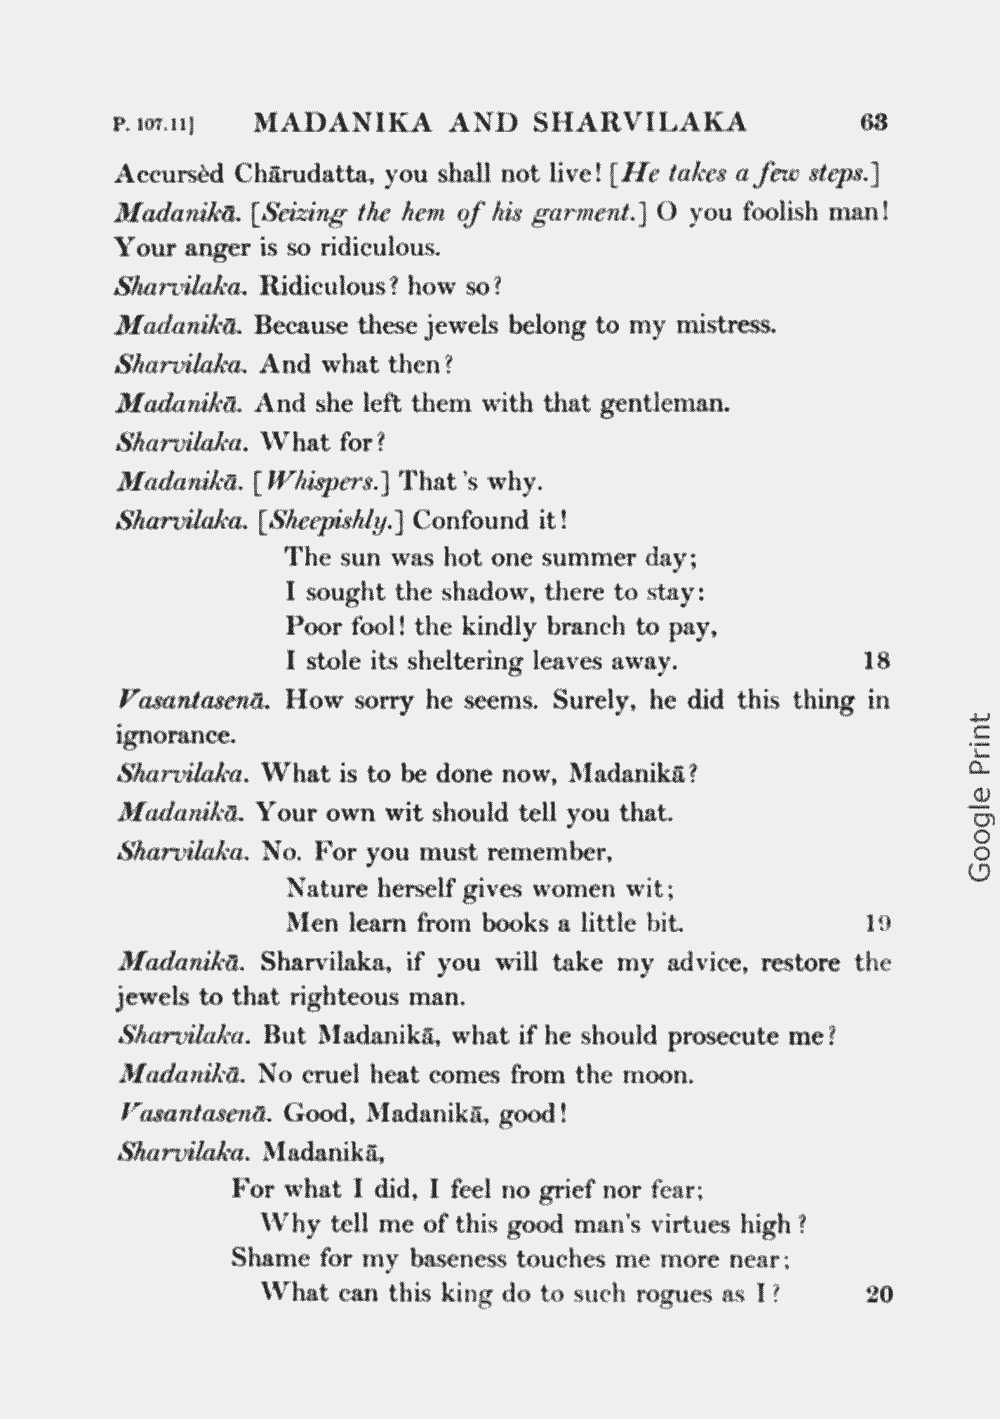 P. 107.11] MADANIKA AND SHARVILAKA 63
Accursèd Chārudatta, you shall not live! [He takes a few steps.]
Madanikā. [Seizing the hem of his garment.] O you foolish man!
Your anger is so ridiculous.
Sharvilaka. Ridiculous? how so?
Madanikā. Because these jewels belong to my mistress.
Sharvilaka. And what then?
Madanikā. And she left them with that gentleman.
Sharvilaka. What for?
Madanikā. [Whispers.] That's why.
Sharvilaka. [Sheepishly.] Confound it!
The sun was hot one summer day;
I sought the shadow, there to stay:
Poor fool! the kindly branch to pay,
I stole its sheltering leaves away. 18
Vasantasenā. How sorry he seems. Surely, he did this thing in
ignorance.
Sharvilaka. What is to be done now, Madanikā?
Madanikā. Your own wit should tell you that.
Sharvilaka. No. For you must remember,
Nature herself gives women wit;
Men learn from books a little bit. 19
Madanikā. Sharvilaka, if you will take my advice, restore the
jewels to that righteous man.
Sharvilaka. But Madanikā, what if he should prosecute me?
Madanikā. No cruel heat comes from the moon.
Vasantasenā. Good, Madanikā, good!
Sharvilaka. Madanikā,
For what I did, I feel no grief nor fear;
Why tell me of this good man's virtues high?
Shame for my baseness touches me more near;
What can this king do to such rogues as I? 20
Google Print